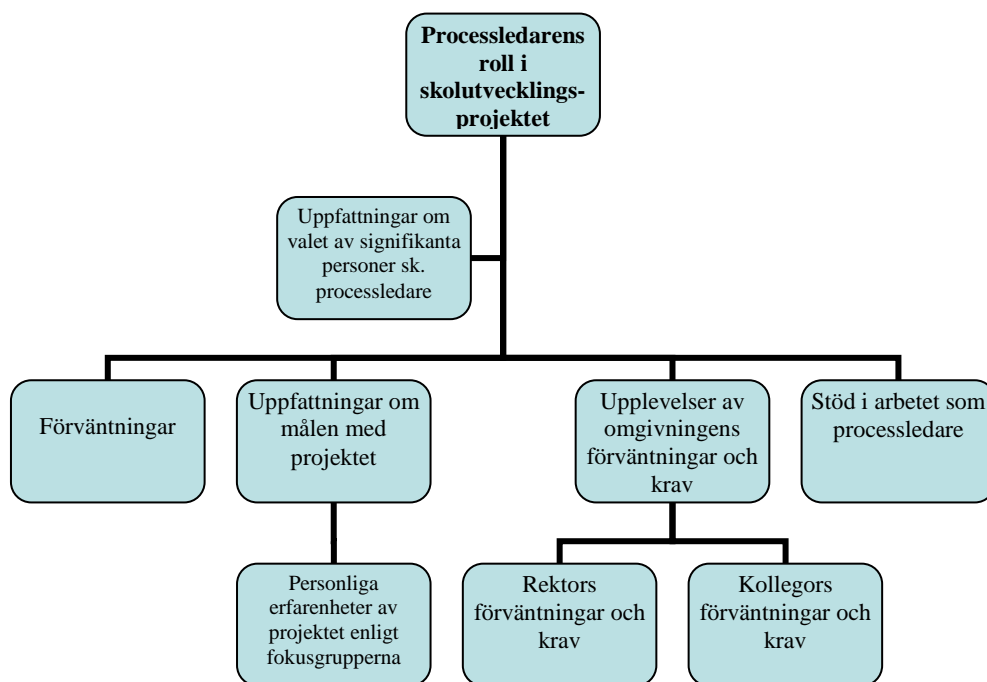 Processledarens
roll i
skolutvecklings-
projektet
Uppfattningar om
valet av signifikanta
personer sk.
processledare
Förväntningar
Uppfattningar om
målen med
projektet
Upplevelser av
omgivningens
förväntningar och
krav
Stöd i arbetet som
processledare
Personliga
erfarenheter av
projektet enligt
fokusgrupperna
Rektors
förväntningar och
krav
Kollegors
förväntningar och
krav